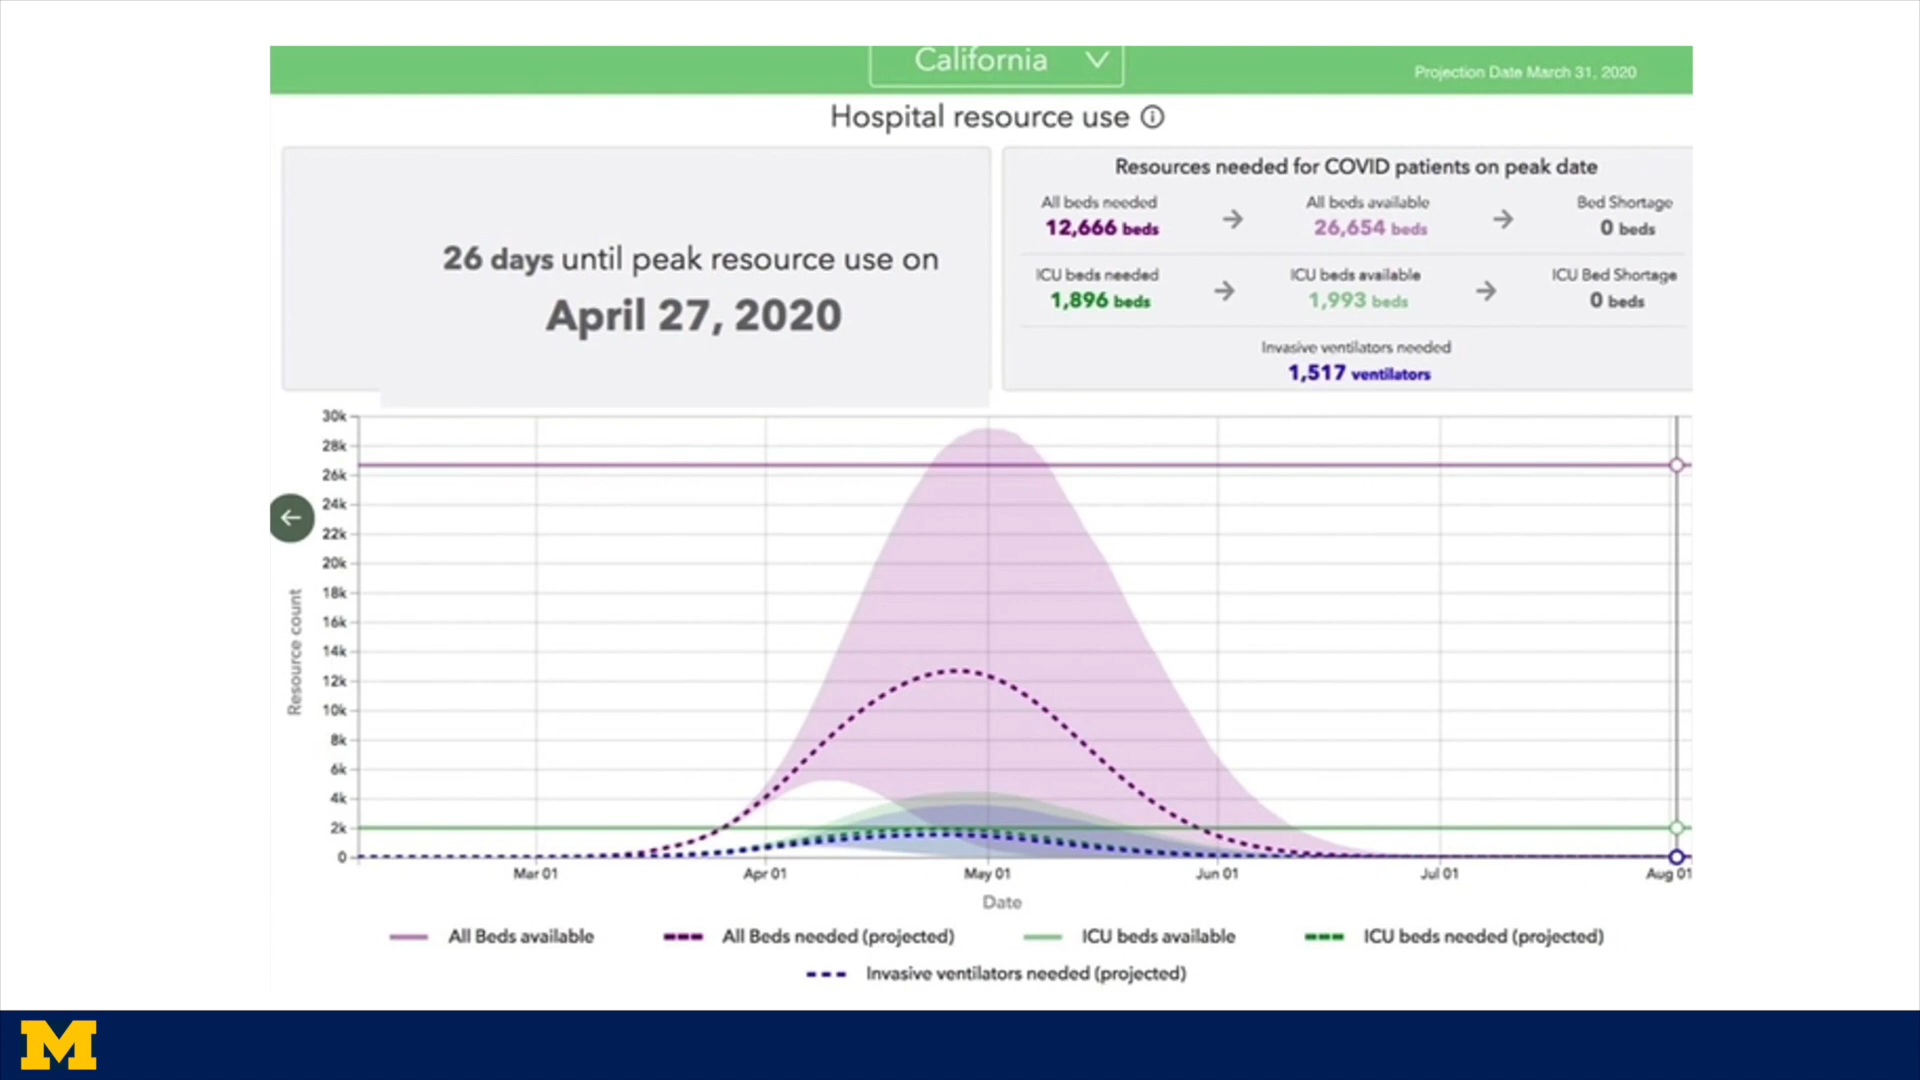 California
Projection Date March 31, 2020
Hospital resource use
26 days until peak resource use on
April 27, 2020
Resources needed for COVID patients on peak date
All beds needed All beds available Bed Shortage
12,666 beds 26,654 beds 0 beds
ICU beds needed ICU beds available ICU Bed Shortage
1,896 beds 1,993 beds 0 beds
Invasive ventilators needed
1,517 ventilators
30k
28k
26k
24k
22k
20k
18k
16k
14k
12k
10k
8k
6k
4k
2k
0
Resource count
Mar 01 Apr 01 May 01 Jun 01 Jul 01 Aug 01
Date
All Beds available All Beds needed (projected) ICU beds available ICU beds needed (projected)
Invasive ventilators needed (projected)
M